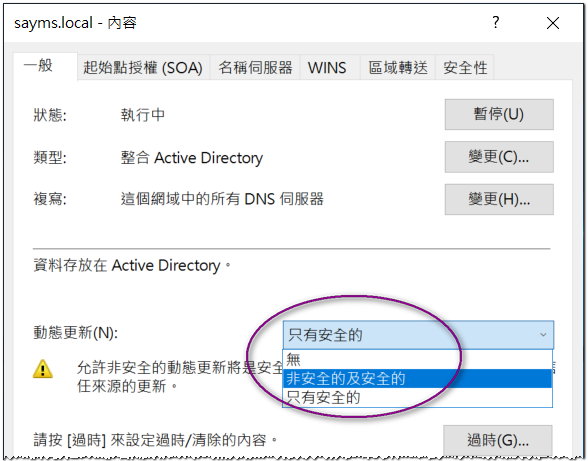 sayms.local - 內容
?
一般 起始點授權 (SOA) 名稱伺服器 WINS 區域轉送 安全性
狀態: 執行中 暫停(U)
類型: 整合 Active Directory 變更(C)...
複寫: 這個網域中的所有 DNS 伺服器 變更(H)...
資料存放在 Active Directory。
動態更新(N): 只有安全的
無
非安全的及安全的
只有安全的
允許非安全的動態更新將是安全
任來源的更新。
請按 [過時] 來設定過時/清除的內容。 過時(G)...